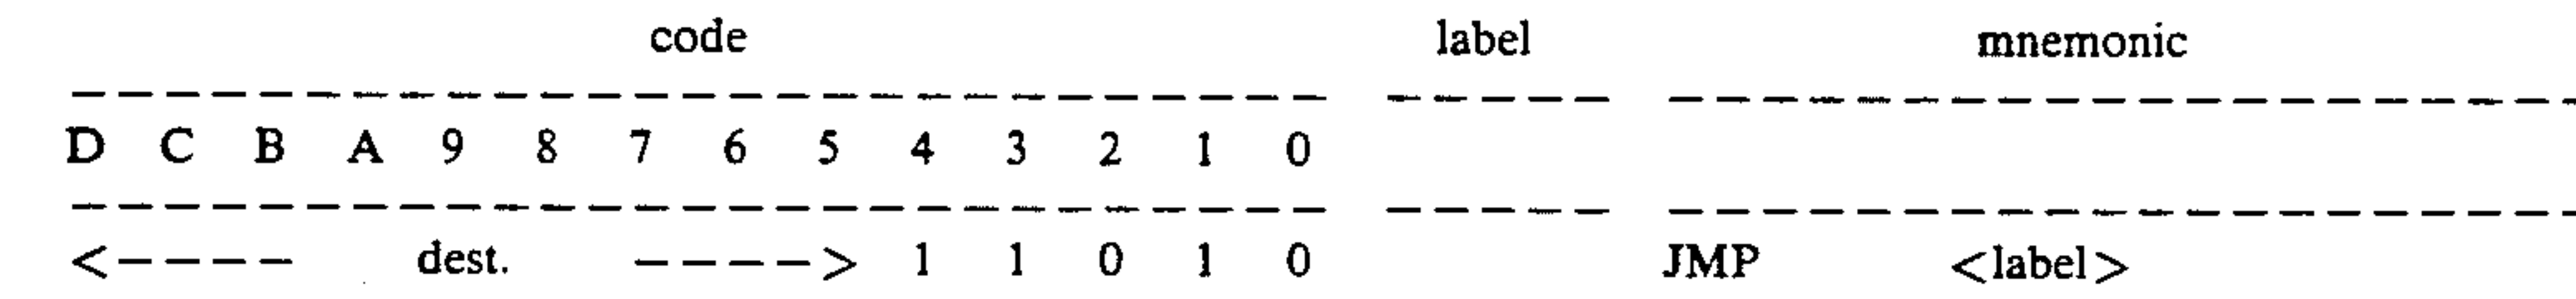 code label mnemonic
D C B A 9 8 7 6 5 4 3 2 1 0
<---- dest. ----> 1 1 0 1 0 JMP <label>